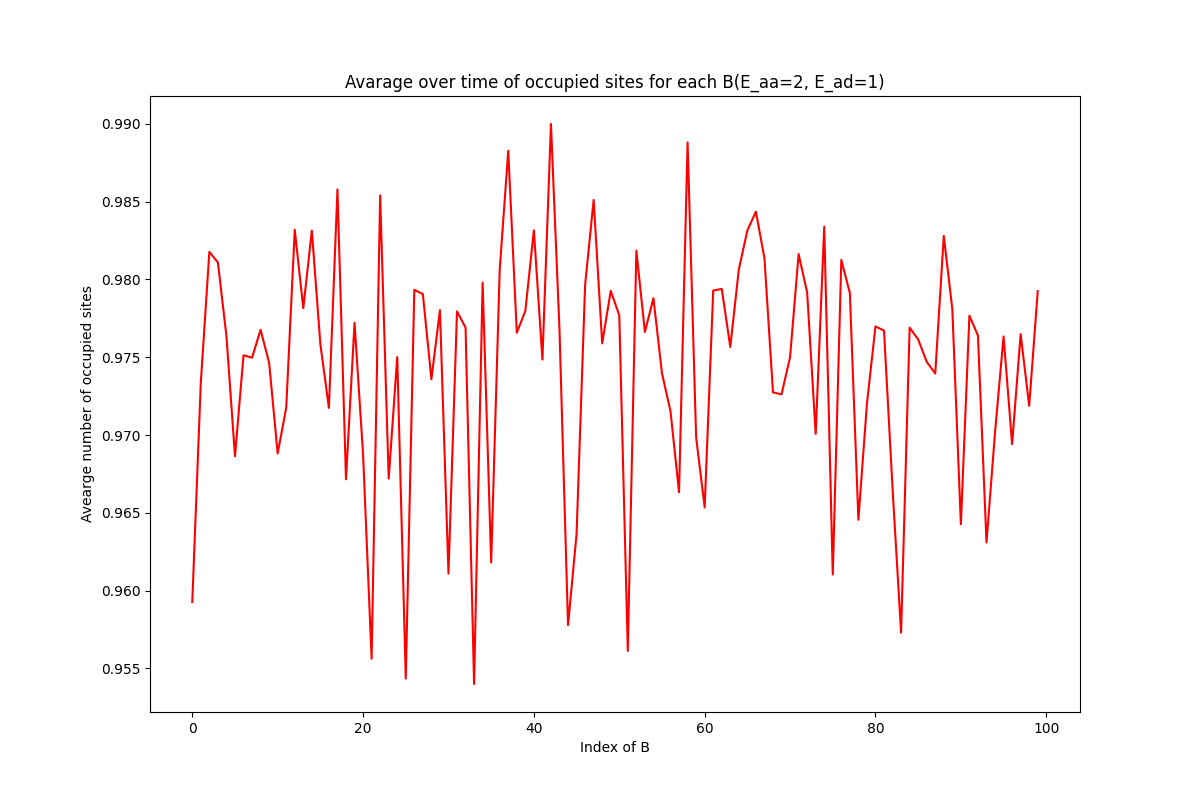 Avarage over time of occupied sites for each B(E_aa=2, E_ad=1)
0.990
0.985
0.980
0.975
0.970
0.965
0.960
0.955
Avearge number of occupied sites
0 20 40 60 80 100
Index of B